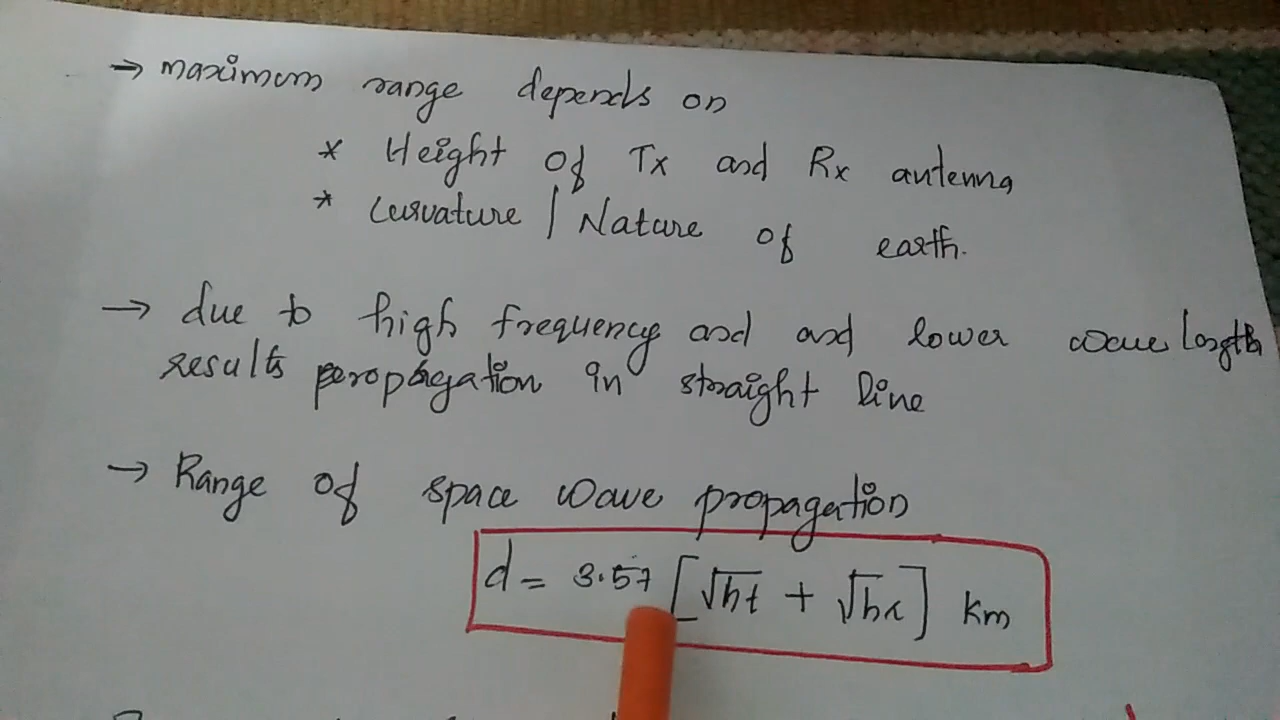 → maximum range depends on
* Height of Tx and Rx antenna
* Curvature / Nature of earth.
→ due to high frequency and and lower wave length
results peropagation in straight line
→ Range of space wave propagation
d = 3.57 [√ht + √hr] km